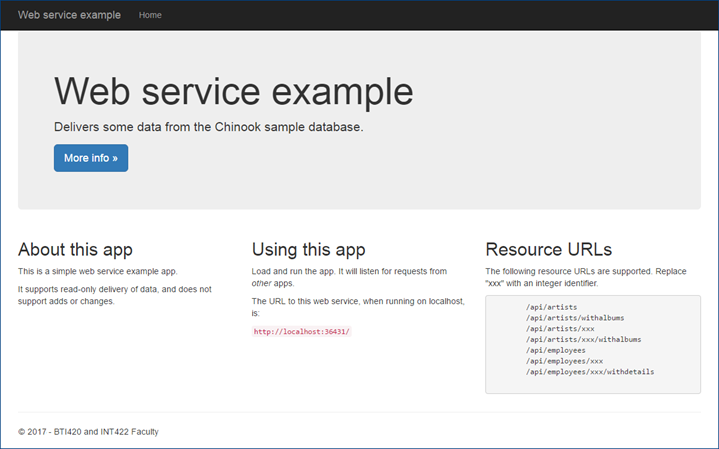 Web service example Home
Web service example
Delivers some data from the Chinook sample database.
More info »
About this app
This is a simple web service example app.
It supports read-only delivery of data, and does not
support adds or changes.
Using this app
Load and run the app. It will listen for requests from
other apps.
The URL to this web service, when running on localhost,
is:
http://localhost:36431/
Resource URLs
The following resource URLs are supported. Replace
"xxx" with an integer identifier.
/api/artists
/api/artists/withalbums
/api/artists/xxx
/api/artists/xxx/withalbums
/api/employees
/api/employees/xxx
/api/employees/xxx/withdetails
© 2017 - BTI420 and INT422 Faculty